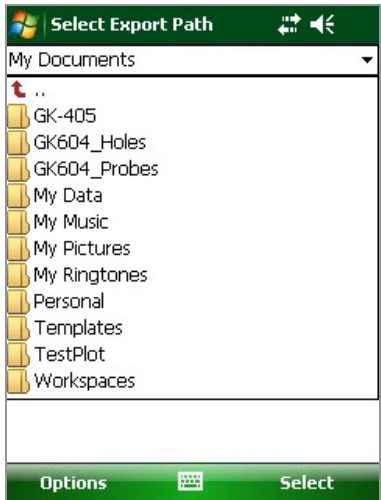 Select Export Path
My Documents
..
GK-405
GK604_Holes
GK604_Probes
My Data
My Music
My Pictures
My Ringtones
Personal
Templates
TestPlot
Workspaces
Options Select